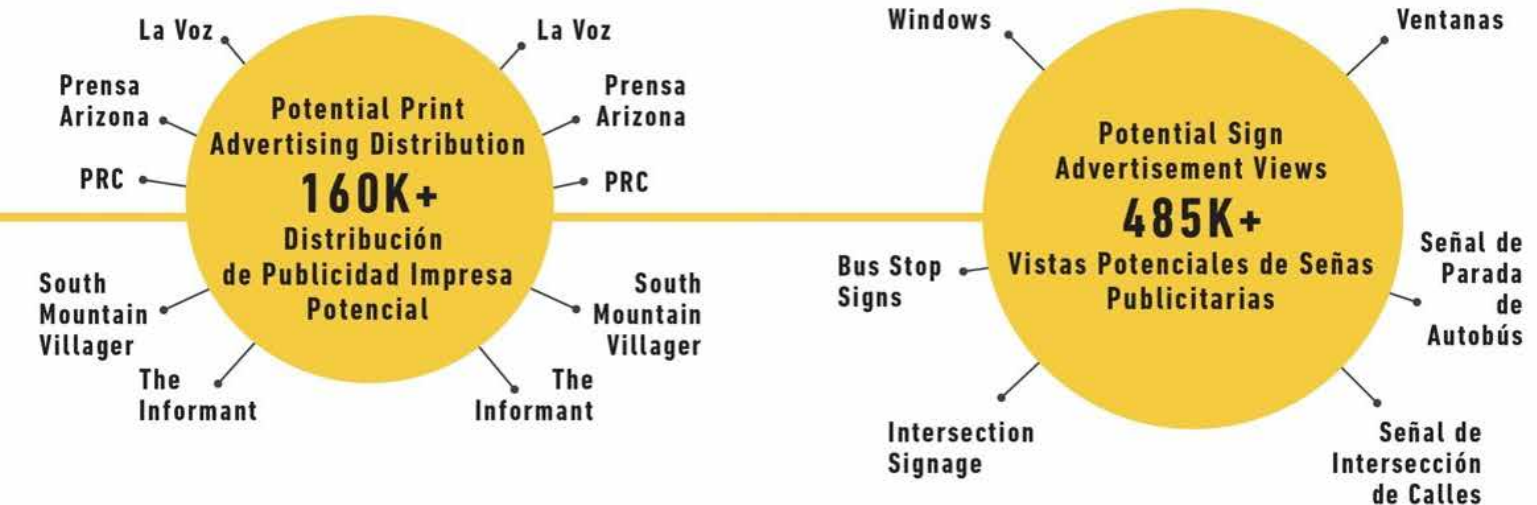 La Voz
Prensa
Arizona
PRC
South
Mountain
Villager
The
Informant
Potential Print
Advertising Distribution
160K+
Distribución
de Publicidad Impresa
Potencial
La Voz
Prensa
Arizona
PRC
South
Mountain
Villager
The
Informant
Windows
Bus Stop
Signs
Intersection
Signage
Potential Sign
Advertisement Views
485K+
Vistas Potenciales de Señas
Publicitarias
Ventanas
Señal de
Parada
de
Autobús
Señal de
Intersección
de Calles